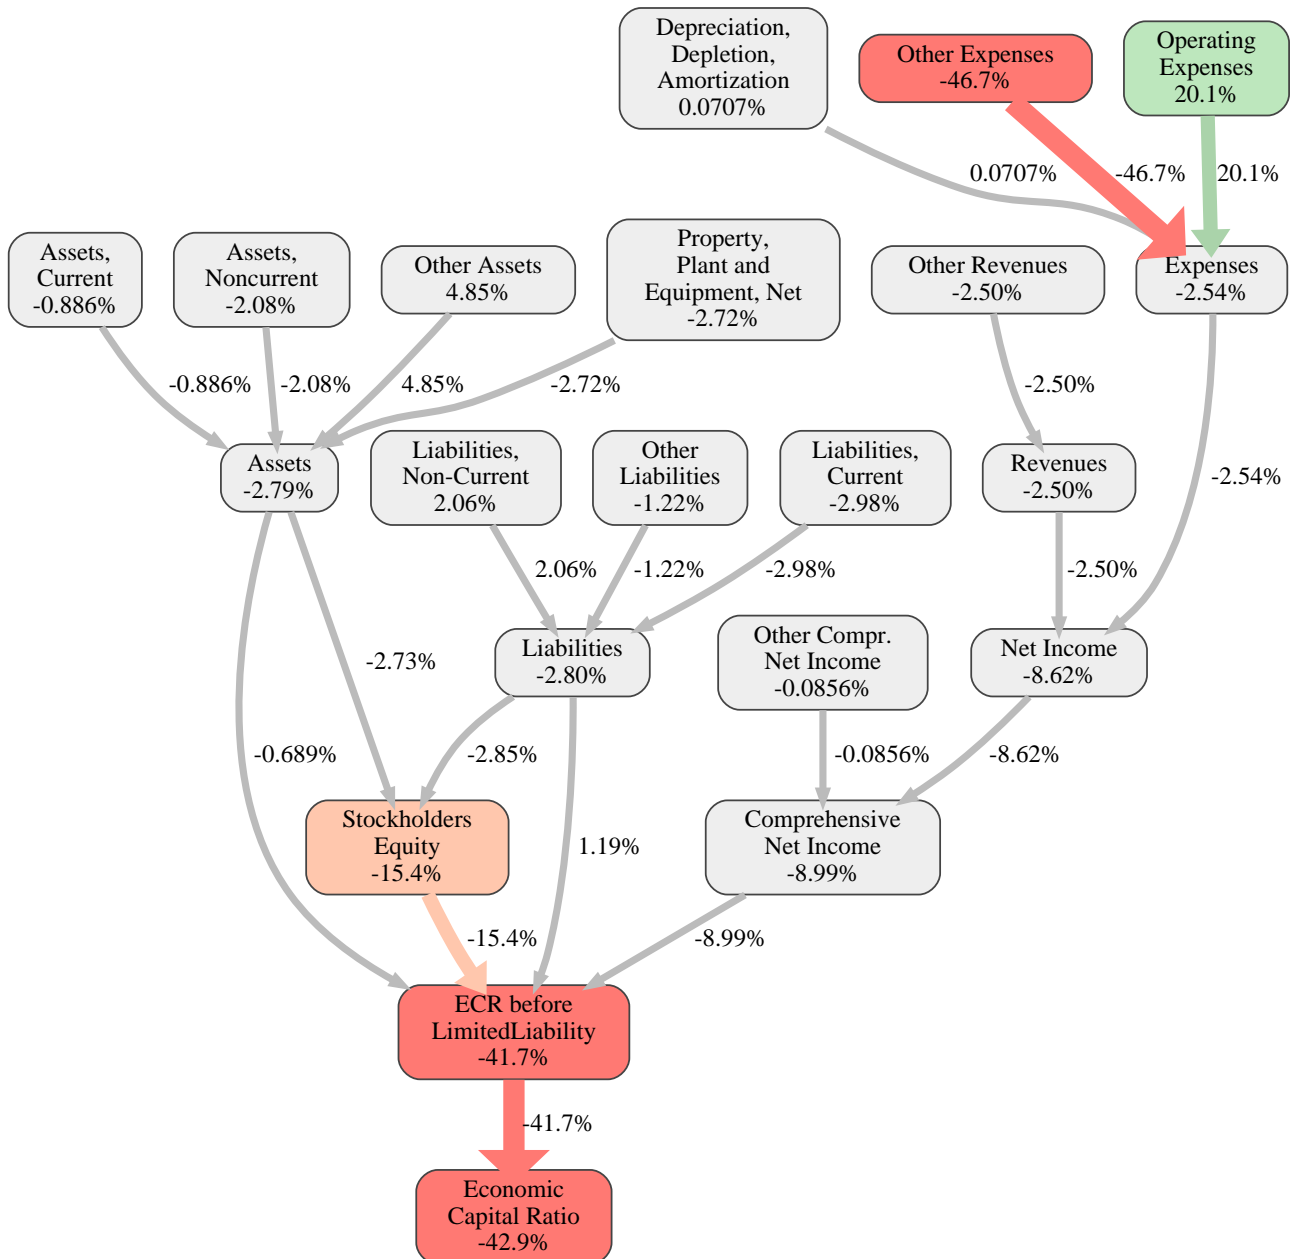 Depreciation,
Depletion,
Amortization
0.0707%
Other Expenses
-46.7%
Operating
Expenses
20.1%
0.0707%
-46.7%
20.1%
Assets,
Current
-0.886%
Assets,
Noncurrent
-2.08%
Other Assets
4.85%
Property,
Plant and
Equipment, Net
-2.72%
Other Revenues
-2.50%
Expenses
-2.54%
-0.886%
-2.08%
4.85%
-2.72%
-2.50%
-2.54%
Assets
-2.79%
Liabilities,
Non-Current
2.06%
Other
Liabilities
-1.22%
Liabilities,
Current
-2.98%
Revenues
-2.50%
2.06%
-1.22%
-2.98%
-2.50%
-2.73%
Liabilities
-2.80%
Other Compr.
Net Income
-0.0856%
Net Income
-8.62%
-0.689%
-2.85%
-0.0856%
-8.62%
Stockholders
Equity
-15.4%
1.19%
Comprehensive
Net Income
-8.99%
-15.4%
-8.99%
ECR before
LimitedLiability
-41.7%
-41.7%
Economic
Capital Ratio
-42.9%